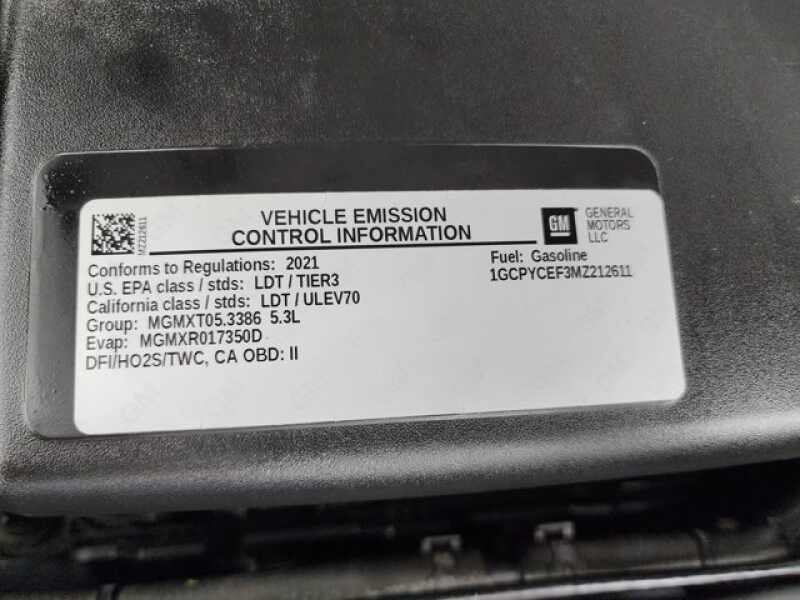 VEHICLE EMISSION
CONTROL INFORMATION
MZ212611
GM
GENERAL
MOTORS
LLC
Conforms to Regulations: 2021
Fuel: Gasoline
U.S. EPA class / stds: LDT / TIER3
1GCPYCEF3MZ212611
California class / stds: LDT / ULEV70
Group: MGMXT05.3386 5.3L
Evap: MGMXR017350D
DFI/HO2S/TWC, CA OBD: II